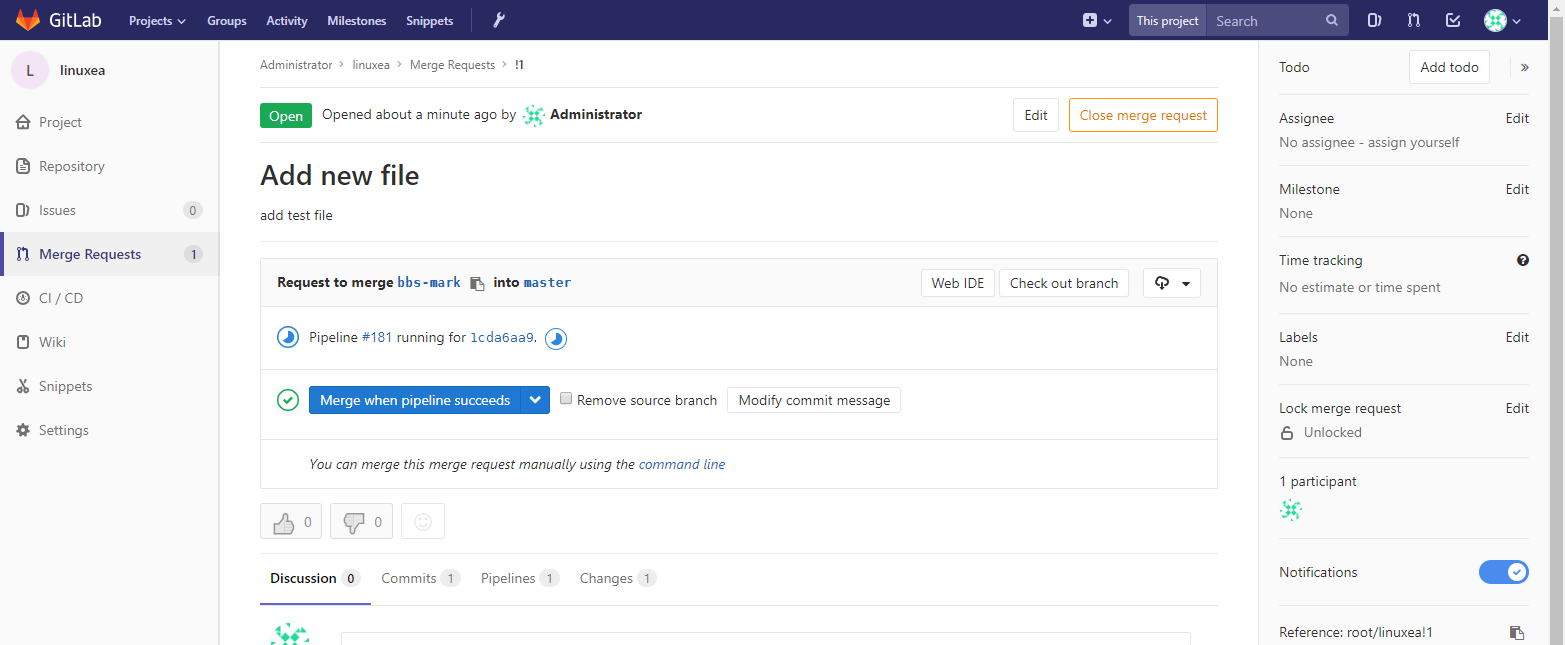 GitLab Projects Groups Activity Milestones Snippets This project Search
L linuxea
Project
Repository
Issues 0
Merge Requests 1
CI / CD
Wiki
Snippets
Settings
Administrator > linuxea > Merge Requests > !1
Open Opened about a minute ago by Administrator Edit Close merge request
Add new file
add test file
Request to merge bbs-mark into master Web IDE Check out branch
Pipeline #181 running for 1cda6aa9.
Merge when pipeline succeeds Remove source branch Modify commit message
You can merge this merge request manually using the command line
0 0
Discussion 0 Commits 1 Pipelines 1 Changes 1
Todo Add todo »
Assignee Edit
No assignee - assign yourself
Milestone Edit
None
Time tracking ?
No estimate or time spent
Labels Edit
None
Lock merge request Edit
Unlocked
1 participant
Notifications
Reference: root/linuxea!1